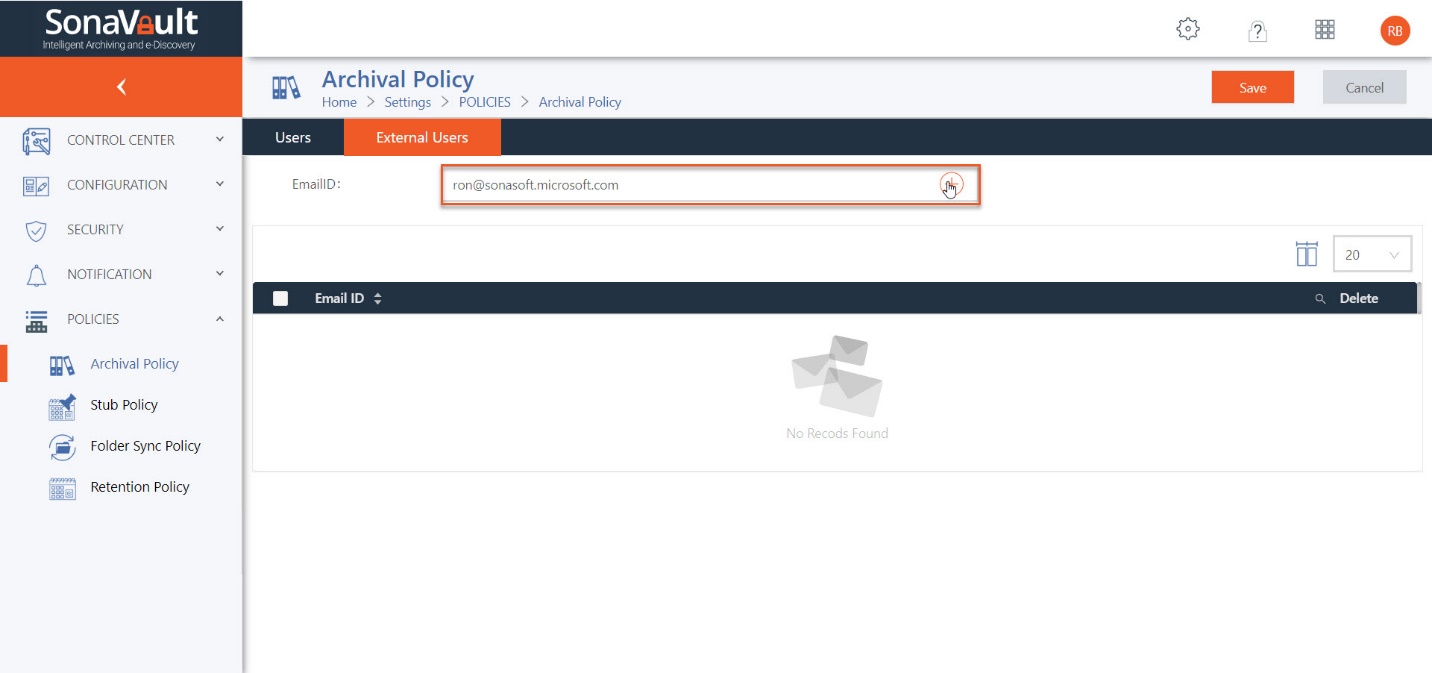 SonaVault
Intelligent Archiving and e-Discovery
RB
Archival Policy
Home > Settings > POLICIES > Archival Policy
Save
Cancel
CONTROL CENTER
CONFIGURATION
SECURITY
NOTIFICATION
POLICIES
Archival Policy
Stub Policy
Folder Sync Policy
Retention Policy
Users
External Users
EmailID:
ron@sonasoft.microsoft.com
20
Email ID
Delete
No Recods Found